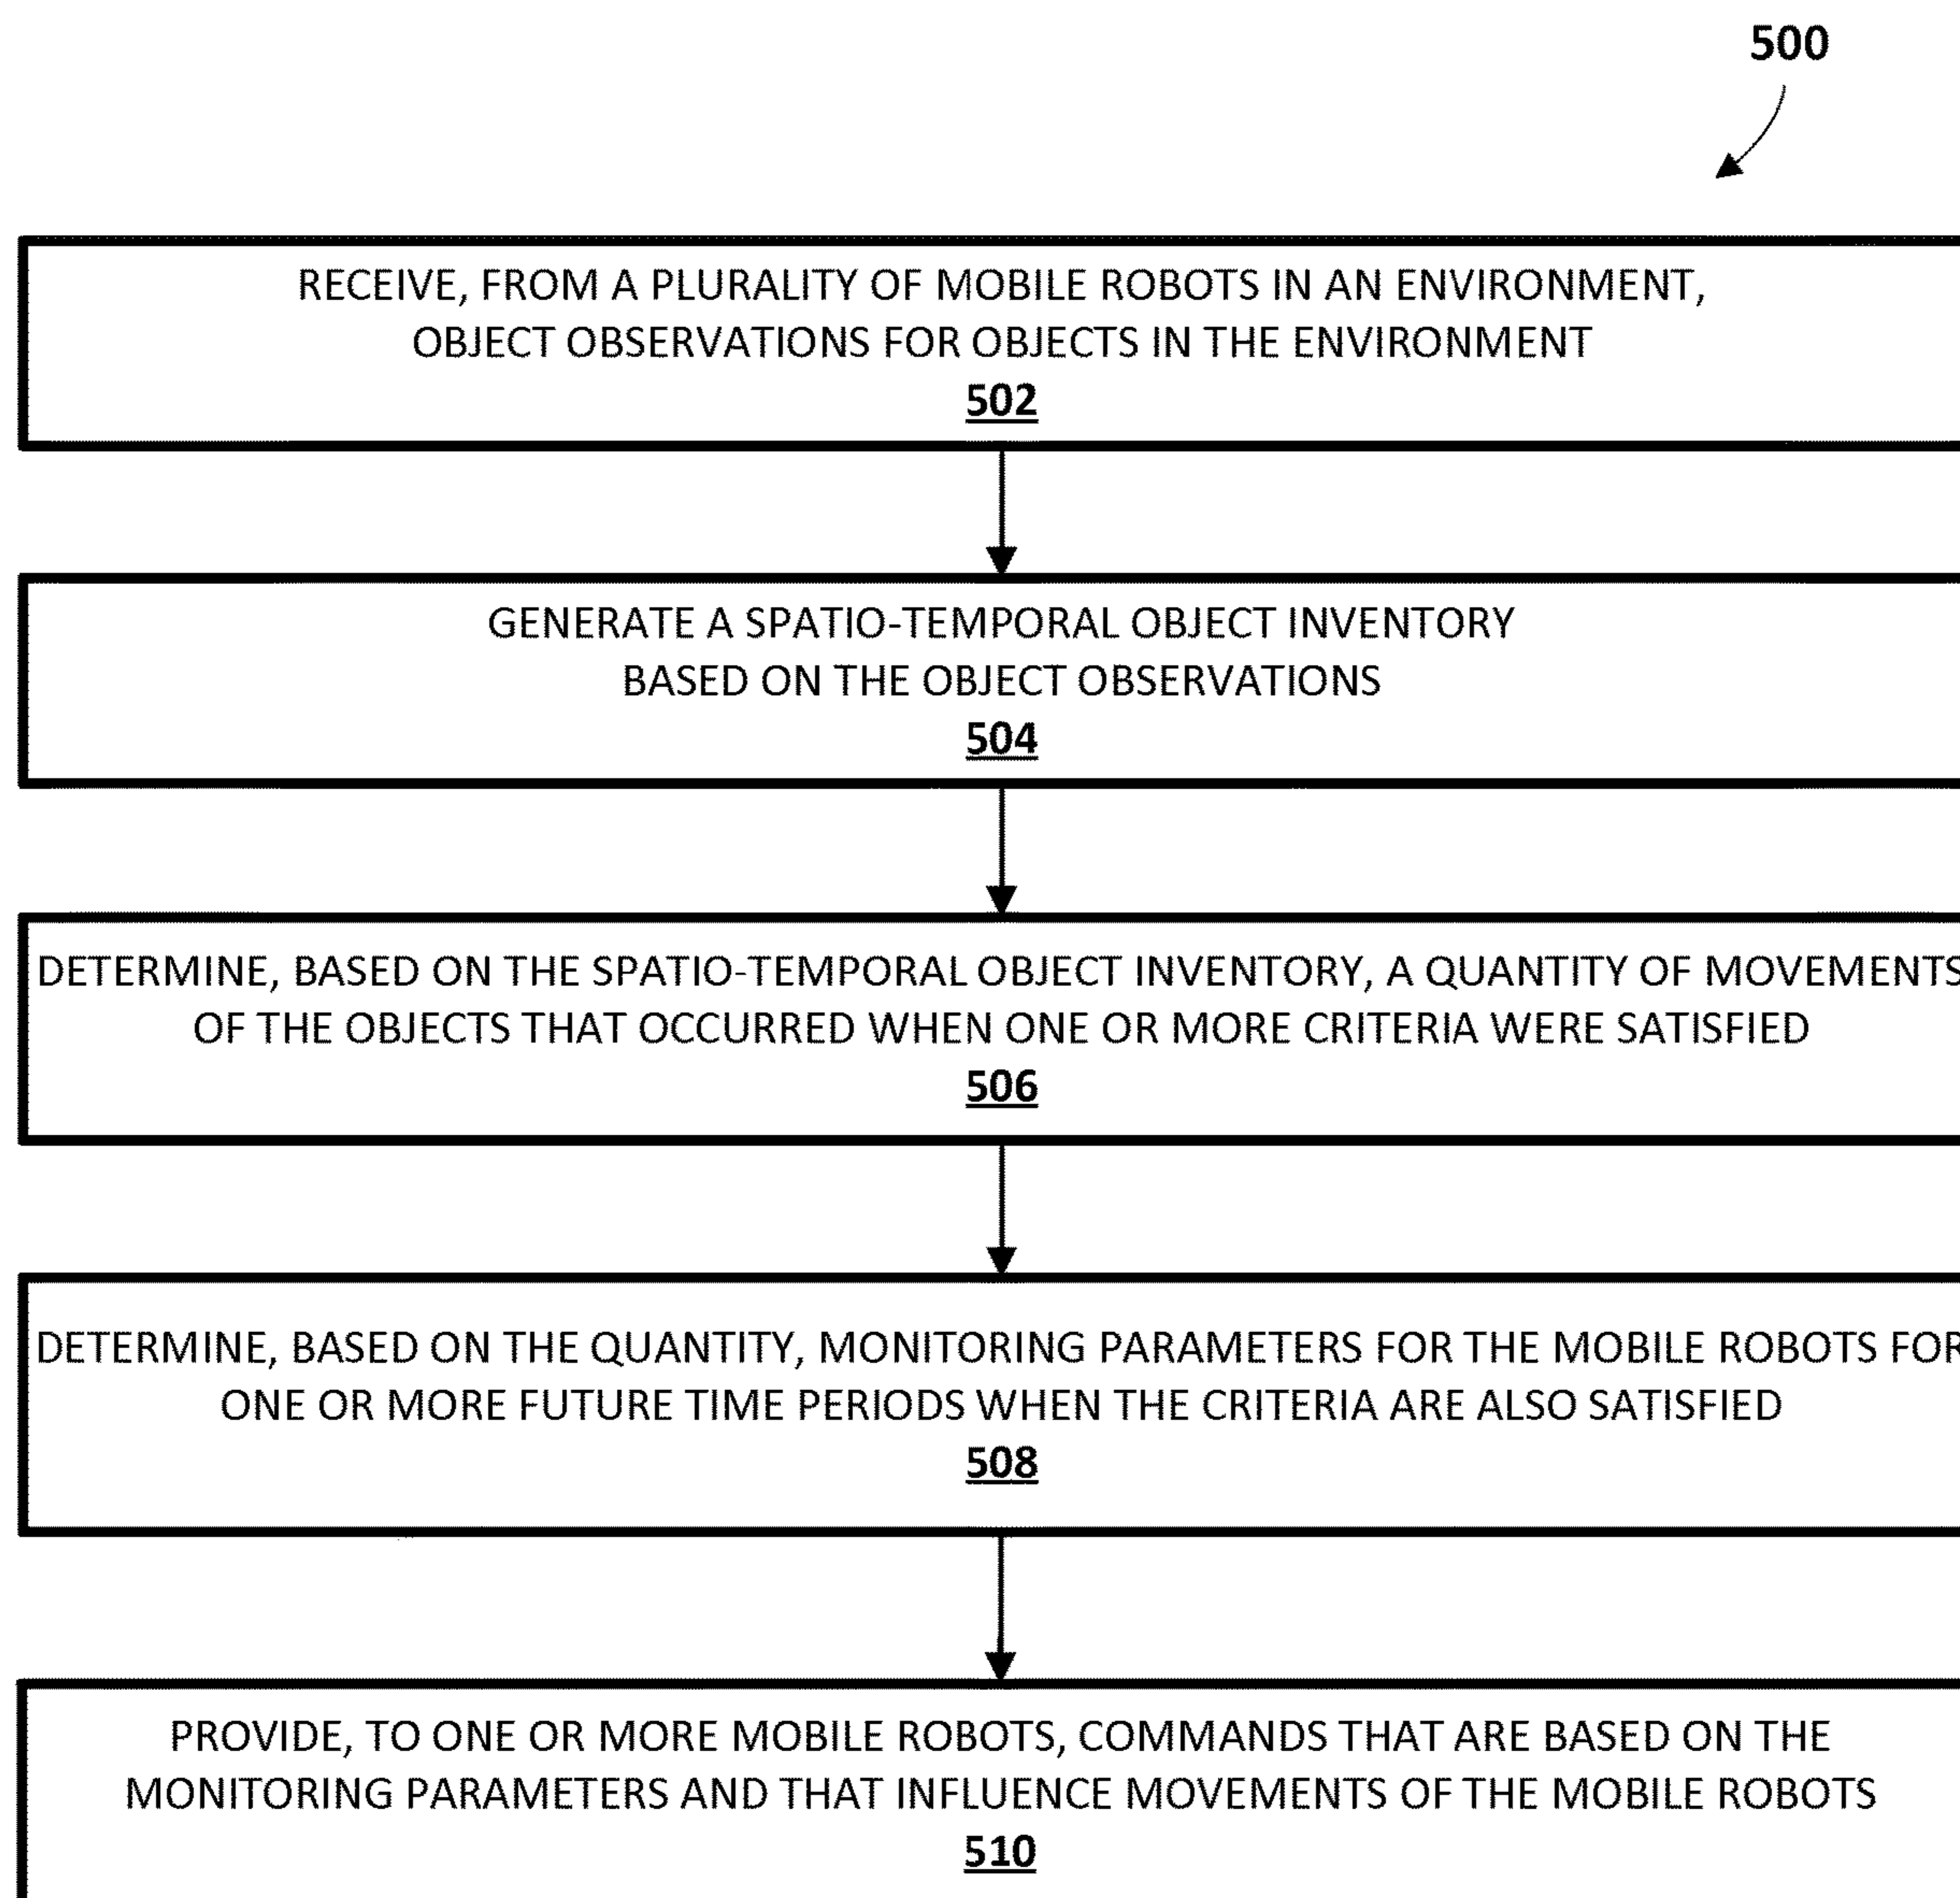 500
RECEIVE, FROM A PLURALITY OF MOBILE ROBOTS IN AN ENVIRONMENT,
OBJECT OBSERVATIONS FOR OBJECTS IN THE ENVIRONMENT
502
GENERATE A SPATIO-TEMPORAL OBJECT INVENTORY
BASED ON THE OBJECT OBSERVATIONS
504
DETERMINE, BASED ON THE SPATIO-TEMPORAL OBJECT INVENTORY, A QUANTITY OF MOVEMENTS
OF THE OBJECTS THAT OCCURRED WHEN ONE OR MORE CRITERIA WERE SATISFIED
506
DETERMINE, BASED ON THE QUANTITY, MONITORING PARAMETERS FOR THE MOBILE ROBOTS FOR
ONE OR MORE FUTURE TIME PERIODS WHEN THE CRITERIA ARE ALSO SATISFIED
508
PROVIDE, TO ONE OR MORE MOBILE ROBOTS, COMMANDS THAT ARE BASED ON THE
MONITORING PARAMETERS AND THAT INFLUENCE MOVEMENTS OF THE MOBILE ROBOTS
510